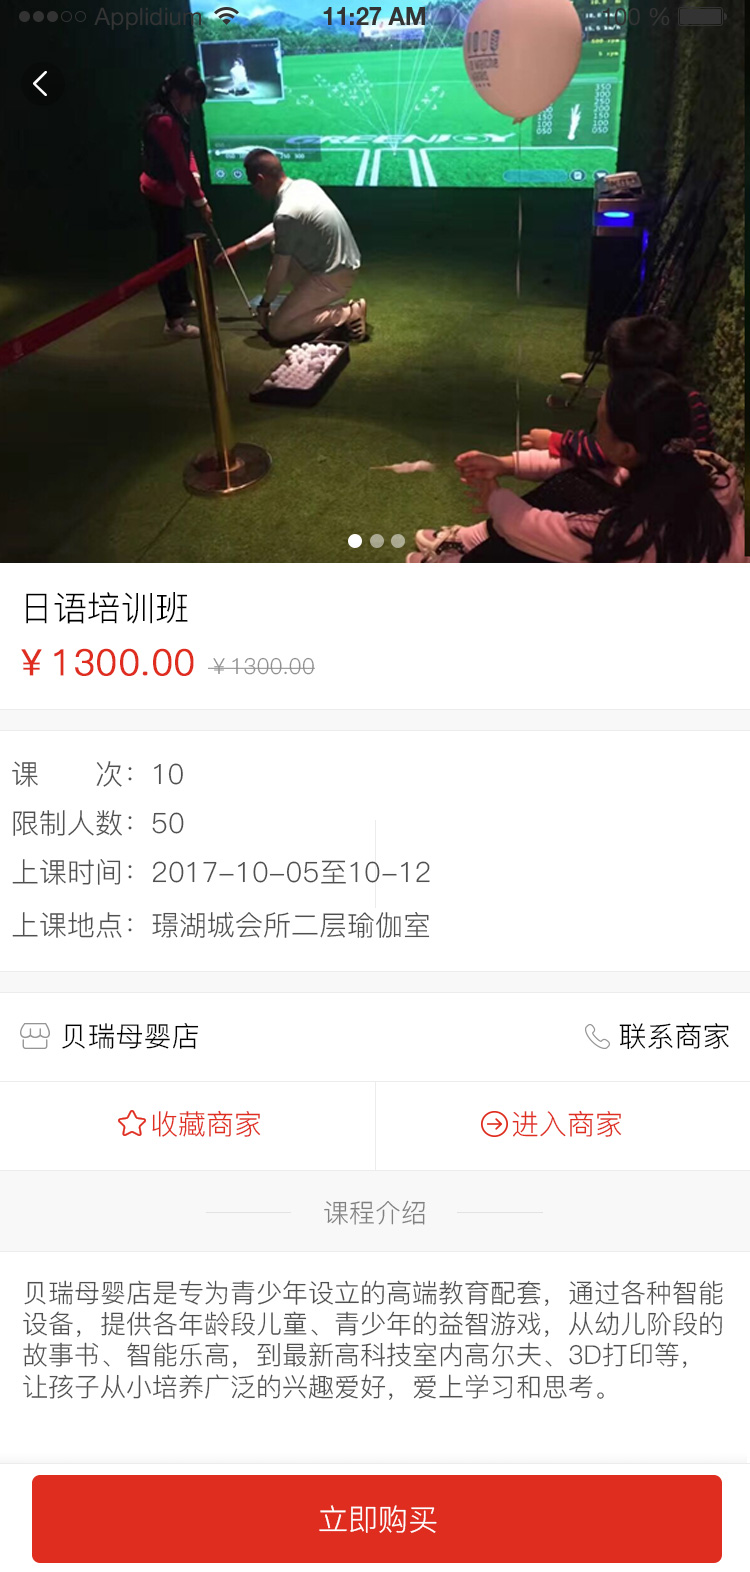 Applidium 11:27 AM 100 %
GREENJOY
日语培训班
¥1300.00 ¥1300.00
课 次：10
限制人数：50
上课时间：2017-10-05至10-12
上课地点：璟湖城会所二层瑜伽室
贝瑞母婴店 联系商家
收藏商家 进入商家
课程介绍
贝瑞母婴店是专为青少年设立的高端教育配套，通过各种智能
设备，提供各年龄段儿童、青少年的益智游戏，从幼儿阶段的
故事书、智能乐高，到最新高科技室内高尔夫、3D打印等，
让孩子从小培养广泛的兴趣爱好，爱上学习和思考。
立即购买